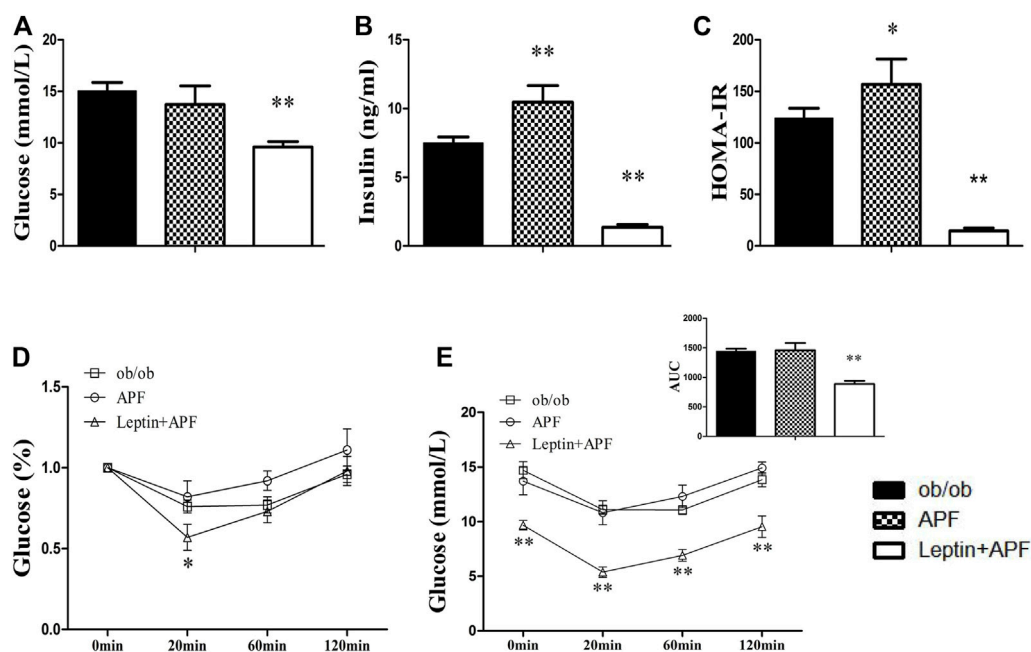 A
Glucose (mmol/L)
20
15
10
5
0
**
B
Insulin (ng/ml)
15
10
5
0
**
**
C
HOMA-IR
200
150
100
50
0
*
**
D
Glucose (%)
1.5
1.0
0.5
0.0
ob/ob
APF
Leptin+APF
*
0min 20min 60min 120min
E
Glucose (mmol/L)
20
15
10
5
0
ob/ob
APF
Leptin+APF
**
**
**
**
0min 20min 60min 120min
AUC
2000
1500
1000
500
0
**
ob/ob
APF
Leptin+APF